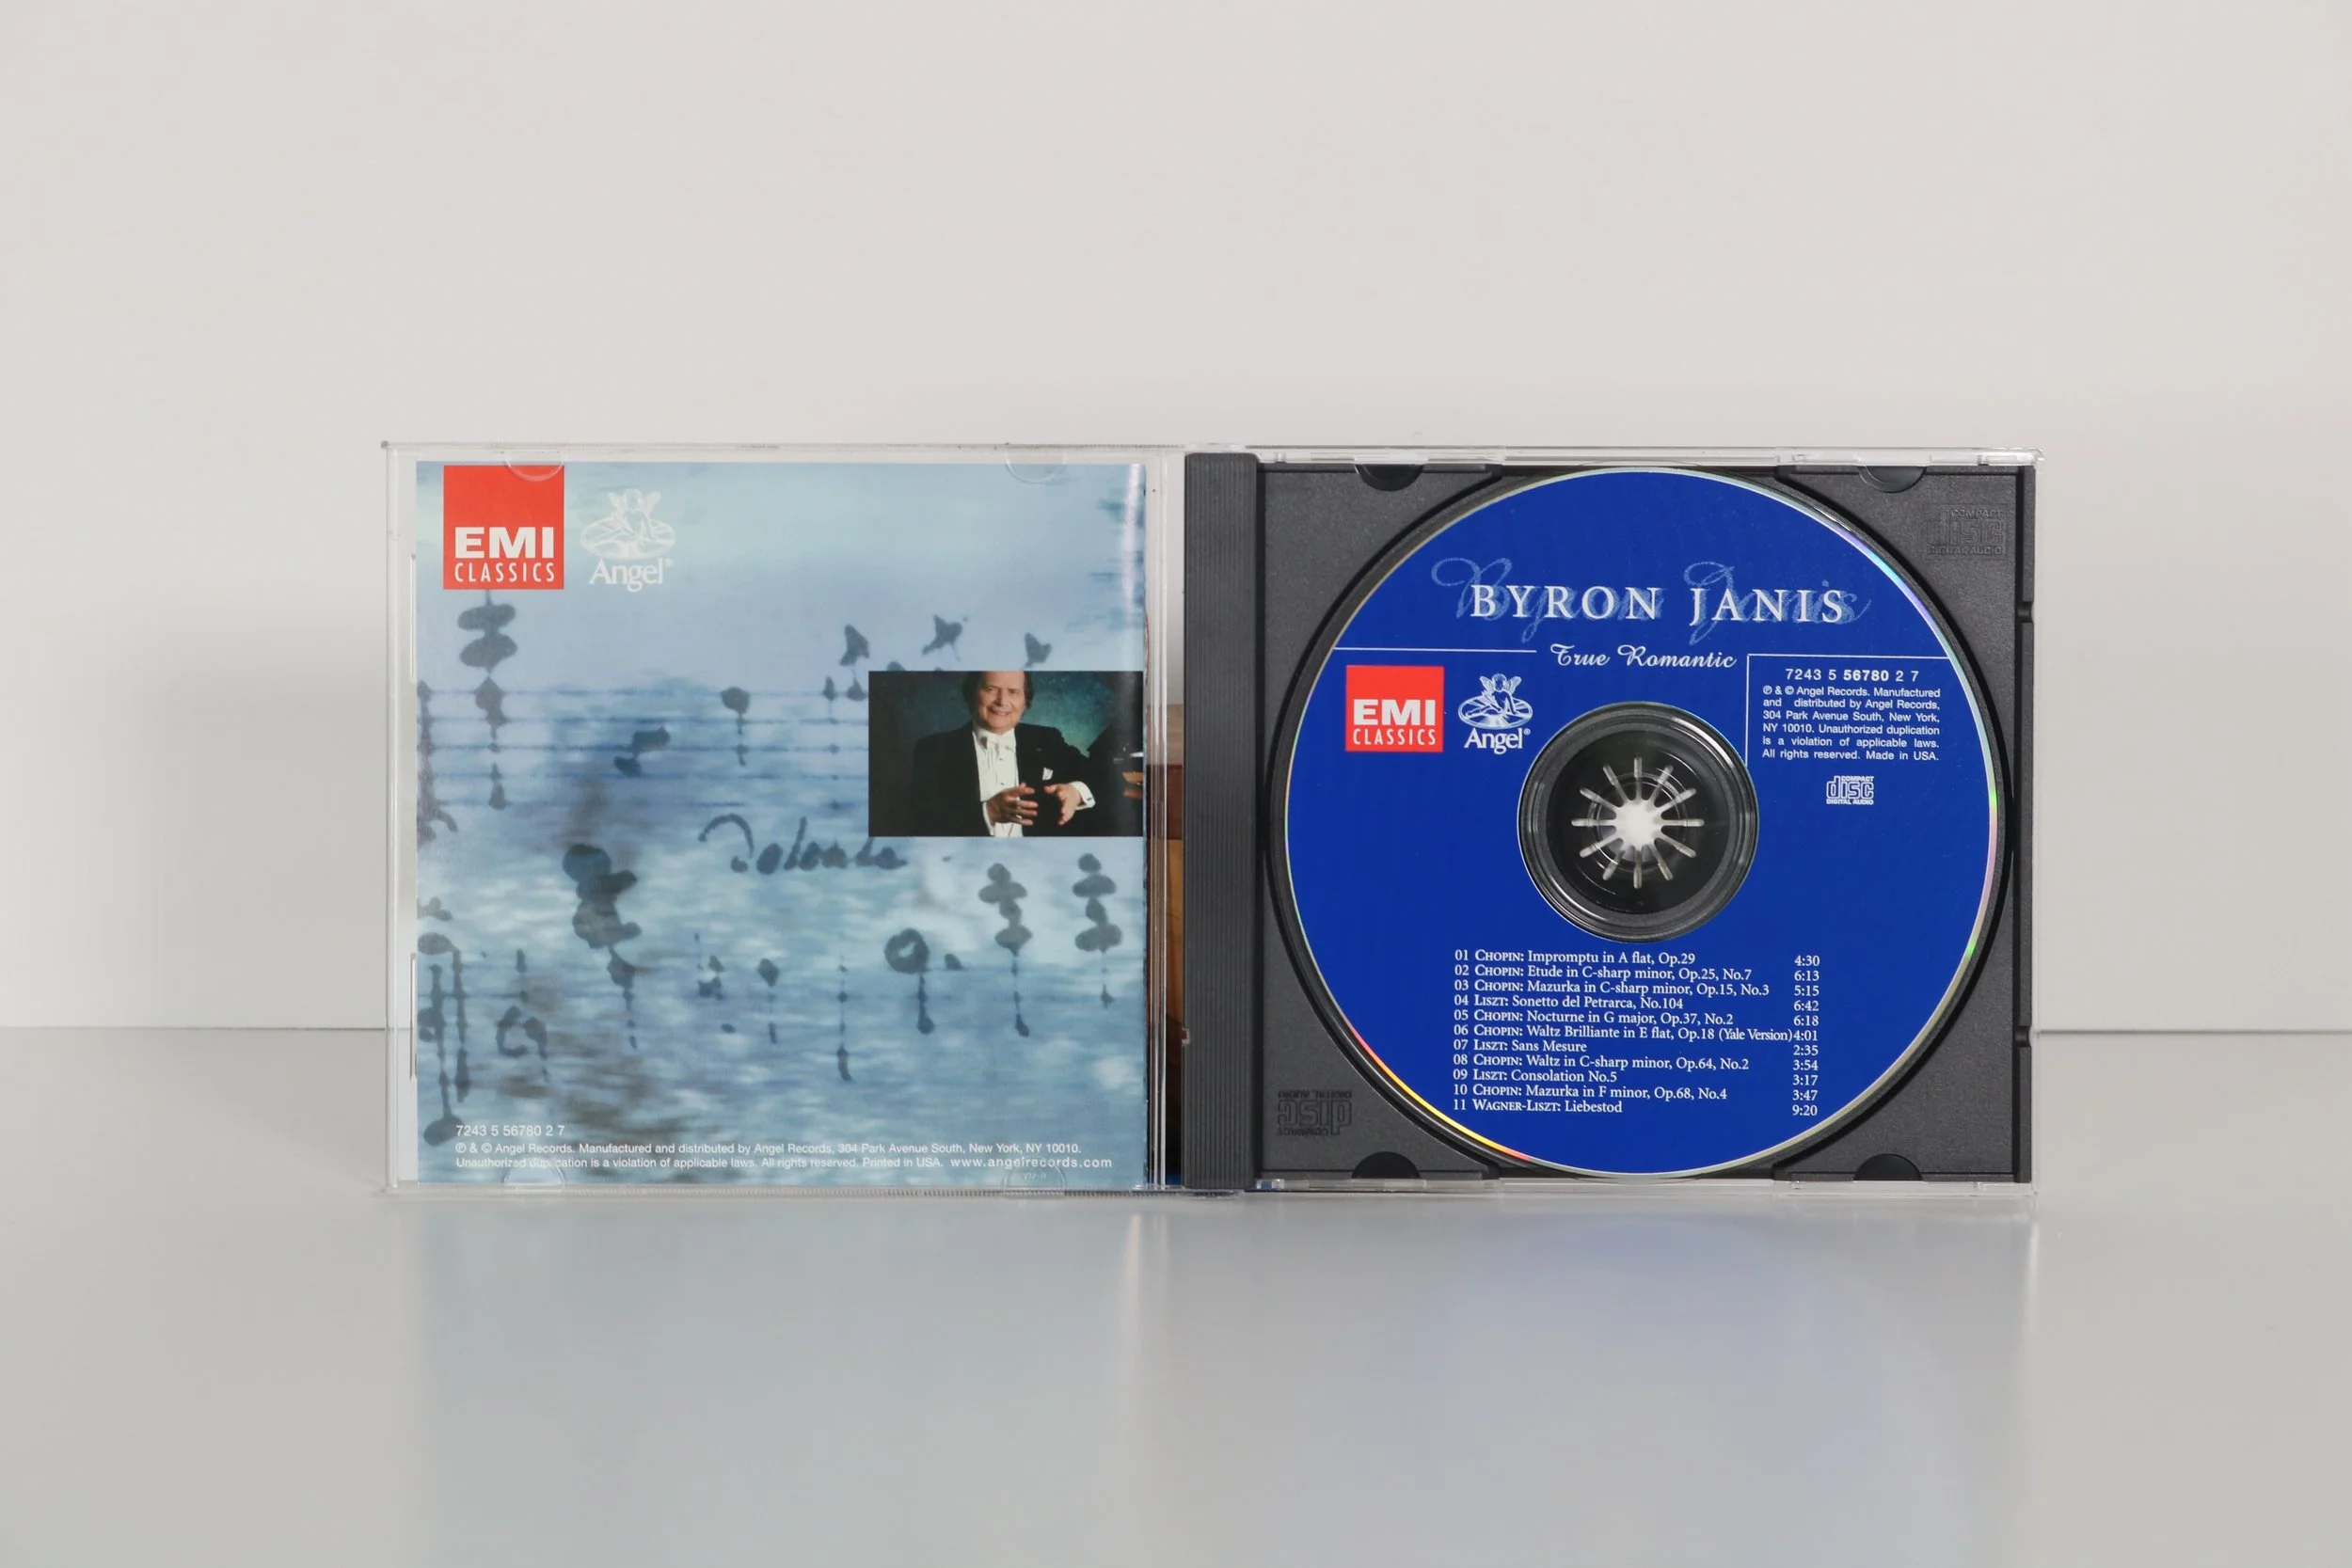 EMI
CLASSICS
Angel®
7243 5 56780 2 7
℗ & © Angel Records. Manufactured and distributed by Angel Records, 304 Park Avenue South, New York, NY 10010.
Unauthorized duplication is a violation of applicable laws. All rights reserved. Printed in USA. www.angelrecords.com
BYRON JANIS
Byron Janis
True Romantic
EMI
CLASSICS
Angel®
7243 5 56780 2 7
℗ & © Angel Records. Manufactured
and distributed by Angel Records,
304 Park Avenue South, New York,
NY 10010. Unauthorized duplication
is a violation of applicable laws.
All rights reserved. Made in USA.
COMPACT
disc
DIGITAL AUDIO
01 CHOPIN: Impromptu in A flat, Op.29 4:30
02 CHOPIN: Etude in C-sharp minor, Op.25, No.7 6:13
03 CHOPIN: Mazurka in C-sharp minor, Op.15, No.3 5:15
04 LISZT: Sonetto del Petrarca, No.104 6:42
05 CHOPIN: Nocturne in G major, Op.37, No.2 6:18
06 CHOPIN: Waltz Brilliante in E flat, Op.18 (Yale Version) 4:01
07 LISZT: Sans Mesure 2:35
08 CHOPIN: Waltz in C-sharp minor, Op.64, No.2 3:54
09 LISZT: Consolation No.5 3:17
10 CHOPIN: Mazurka in F minor, Op.68, No.4 3:47
11 WAGNER-LISZT: Liebestod 9:20
COMPACT
disc
DIGITAL AUDIO
COMPACT
disc
DIGITAL AUDIO